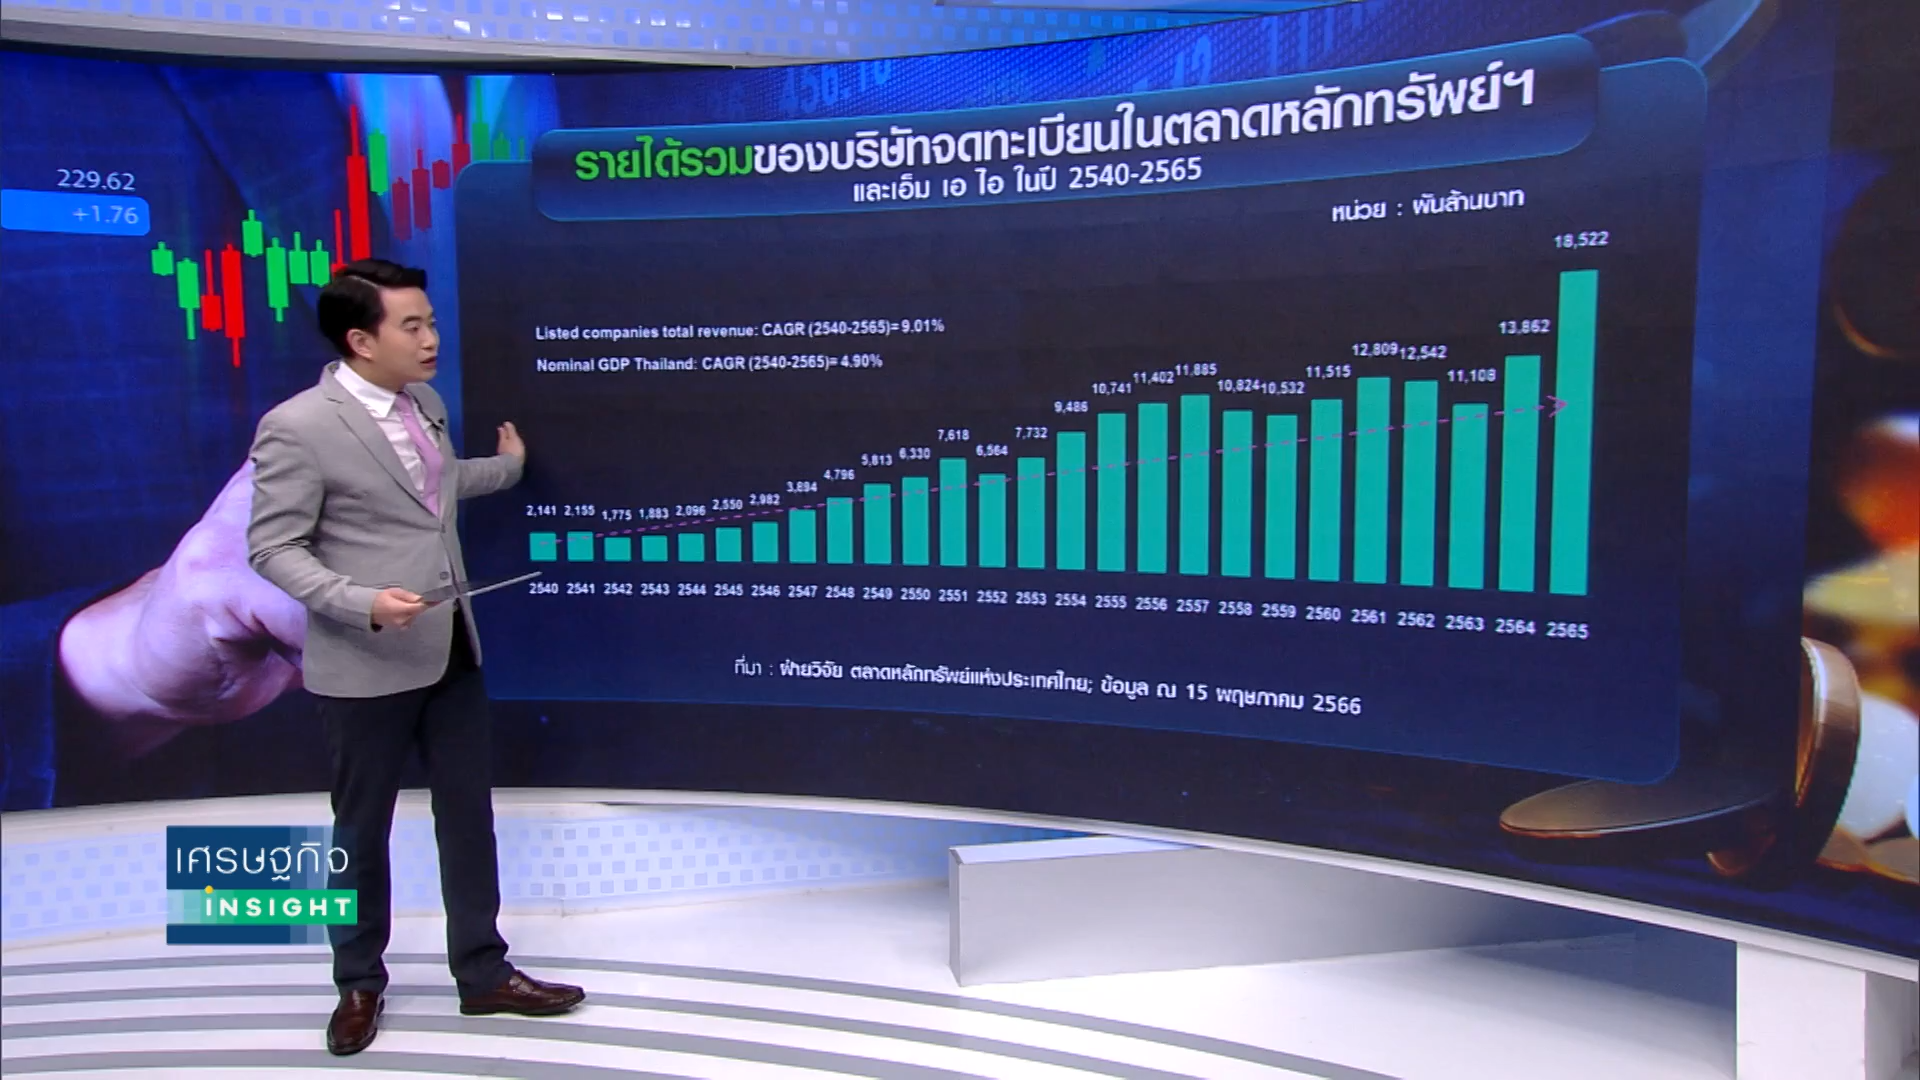 229.62
+1.76
รายได้รวมของบริษัทจดทะเบียนในตลาดหลักทรัพย์ฯ
และเอ็ม เอ ไอ ในปี 2540-2565
หน่วย : พันล้านบาท
Listed companies total revenue: CAGR (2540-2565)= 9.01%
Nominal GDP Thailand: CAGR (2540-2565)= 4.90%
2,141 2,155 1,775 1,883 2,096 2,550 2,982 3,894 4,796 5,813 6,330 7,618 6,564 7,732 9,486 10,741 11,402 11,885 10,824 10,532 11,515 12,809 12,542 11,108 13,862 18,522
2540 2541 2542 2543 2544 2545 2546 2547 2548 2549 2550 2551 2552 2553 2554 2555 2556 2557 2558 2559 2560 2561 2562 2563 2564 2565
ที่มา : ฝ่ายวิจัย ตลาดหลักทรัพย์แห่งประเทศไทย; ข้อมูล ณ 15 พฤษภาคม 2566
เศรษฐกิจ
INSIGHT